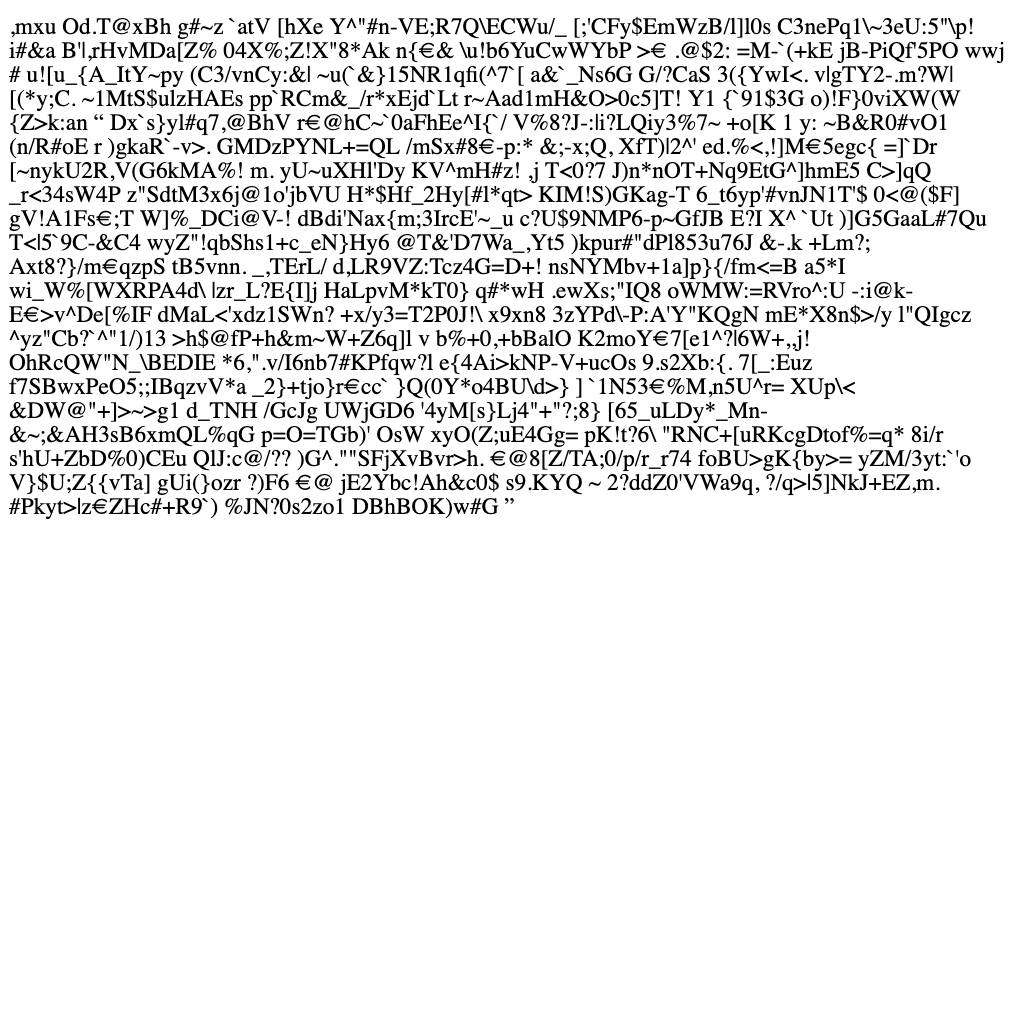 ,mxu Od.T@xBh g#~z `atV [hXe Y^"#n-VE;R7Q\ECWu/_ [;'CFy$EmWzB/l]]l0s C3nePq1\~3eU:5"\p!
i#&a B'|,rHvMDa[Z% 04X%;Z!X"8*Ak n{€& \u!b6YuCwWYbP >€ .@$2: =M-`(+kE jB-PiQf'5PO wwj
# u![u_{A_ItY~py (C3/vnCy:&| ~u(`&}15NR1qfi(^7`[ a&`_Ns6G G/?CaS 3({YwI<. v|gTY2-.m?W|
[(*y;C. ~1MtS$ulzHAEs pp`RCm&_/r*xEjd`Lt r~Aad1mH&O>0c5]T! Y1 {`91$3G o)!F}0viXW(W
{Z>k:an “ Dx`s}yl#q7,@BhV r€@hC~`0aFhEe^I{`/ V%8?J-:|i?LQiy3%7~ +o[K 1 y: ~B&R0#vO1
(n/R#oE r )gkaR`-v>. GMDzPYNL+=QL /mSx#8€-p:* &;-x;Q, XfT)|2^' ed.%<,!]M€5egc{ =]`Dr
[~nykU2R,V(G6kMA%! m. yU~uXHl'Dy KV^mH#z! ,j T<0?7 J)n*nOT+Nq9EtG^]hmE5 C>]qQ
_r<34sW4P z"SdtM3x6j@1o'jbVU H*$Hf_2Hy[#l*qt> KIM!S)GKag-T 6_t6yp'#vnJN1T'$ 0<@($F]
gV!A1Fs€;T W]%_DCi@V-! dBdi'Nax{m;3IrcE'~_u c?U$9NMP6-p~GfJB E?I X^ `Ut )]G5GaaL#7Qu
T<|5`9C-&C4 wyZ"!qbShs1+c_eN}Hy6 @T&'D7Wa_,Yt5 )kpur#"dPl853u76J &-.k +Lm?;
Axt8?}/m€qzpS tB5vnn. _,TErL/ d,LR9VZ:Tcz4G=D+! nsNYMbv+1a]p}{/fm<=B a5*I
wi_W%[WXRPA4d\ |zr_L?E{I]j HaLpvM*kT0} q#*wH .ewXs;"IQ8 oWMW:=RVro^:U -:i@k-
E€>v^De[%IF dMaL<'xdz1SWn? +x/y3=T2P0J!\ x9xn8 3zYPd\-P:A'Y"KQgN mE*X8n$>/y l"QIgcz
^yz"Cb?`^"1/)13 >h$@fP+h&m~W+Z6q]l v b%+0,+bBalO K2moY€7[e1^?|6W+,,j!
OhRcQW"N_\BEDIE *6,".v/I6nb7#KPfqw?l e{4Ai>kNP-V+ucOs 9.s2Xb:{. 7[_:Euz
f7SBwxPeO5;;IBqzvV*a _2}+tjo}r€cc` }Q(0Y*o4BU\d>} ] `1N53€%M,n5U^r= XUp\<
&DW@"+]>~>g1 d_TNH /GcJg UWjGD6 '4yM[s}Lj4"+"?;8} [65_uLDy*_Mn-
&~;&AH3sB6xmQL%qG p=O=TGb)' OsW xyO(Z;uE4Gg= pK!t?6\ "RNC+[uRKcgDtof%=q* 8i/r
s'hU+ZbD%0)CEu QlJ:c@/?? )G^.""SFjXvBvr>h. €@8[Z/TA;0/p/r_r74 foBU>gK{by>= yZM/3yt:`'o
V}$U;Z{{vTa] gUi(}ozr ?)F6 €@ jE2Ybc!Ah&c0$ s9.KYQ ~ 2?ddZ0'VWa9q, ?/q>|5]NkJ+EZ,m.
#Pkyt>|z€ZHc#+R9`) %JN?0s2zo1 DBhBOK)w#G ”